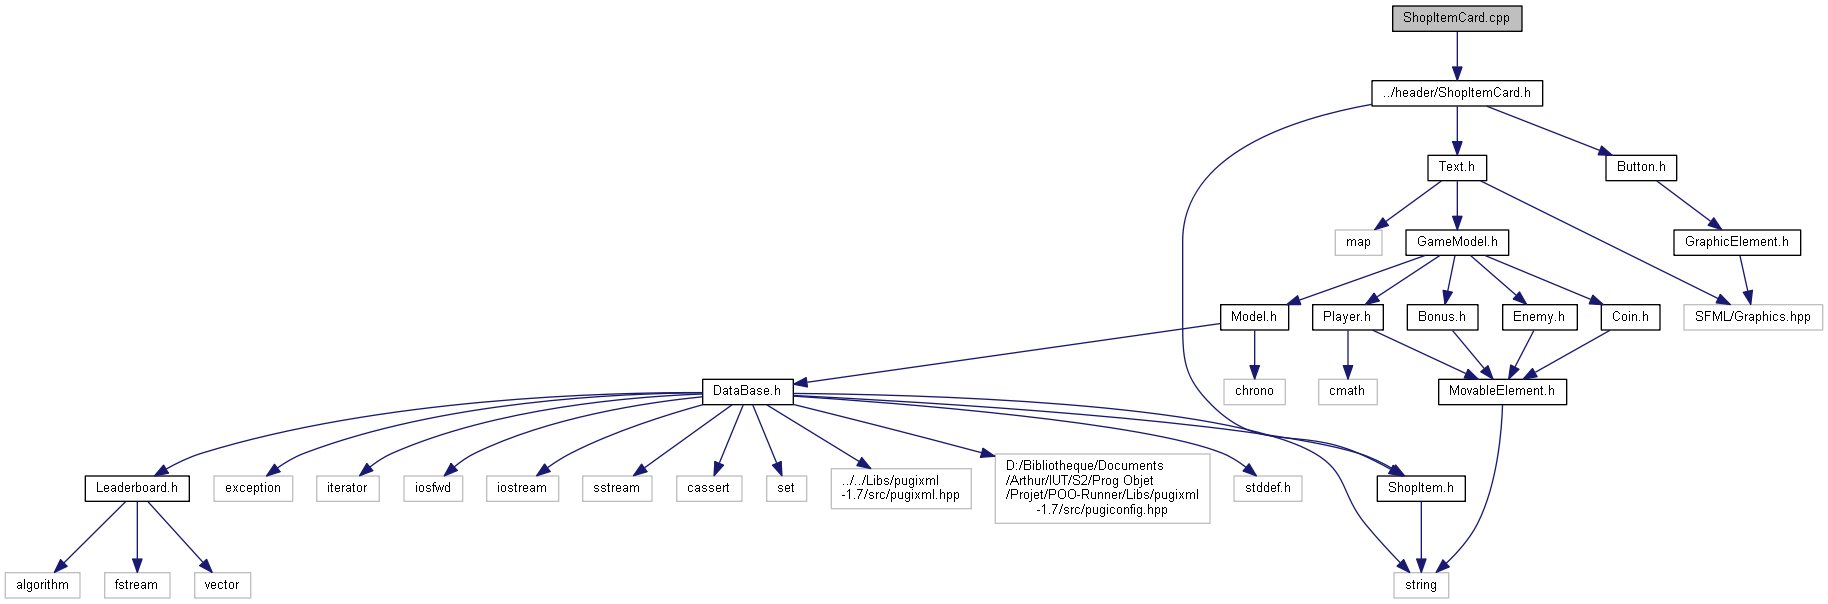 ShopItemCard.cpp
../header/ShopItemCard.h
Text.h
Button.h
map
GameModel.h
GraphicElement.h
Model.h
Player.h
Bonus.h
Enemy.h
Coin.h
SFML/Graphics.hpp
DataBase.h
chrono
cmath
MovableElement.h
Leaderboard.h
exception
iterator
iosfwd
iostream
sstream
cassert
set
../../Libs/pugixml
-1.7/src/pugixml.hpp
D:/Bibliotheque/Documents
/Arthur/IUT/S2/Prog Objet
/Projet/POO-Runner/Libs/pugixml
-1.7/src/pugiconfig.hpp
stddef.h
ShopItem.h
algorithm
fstream
vector
string